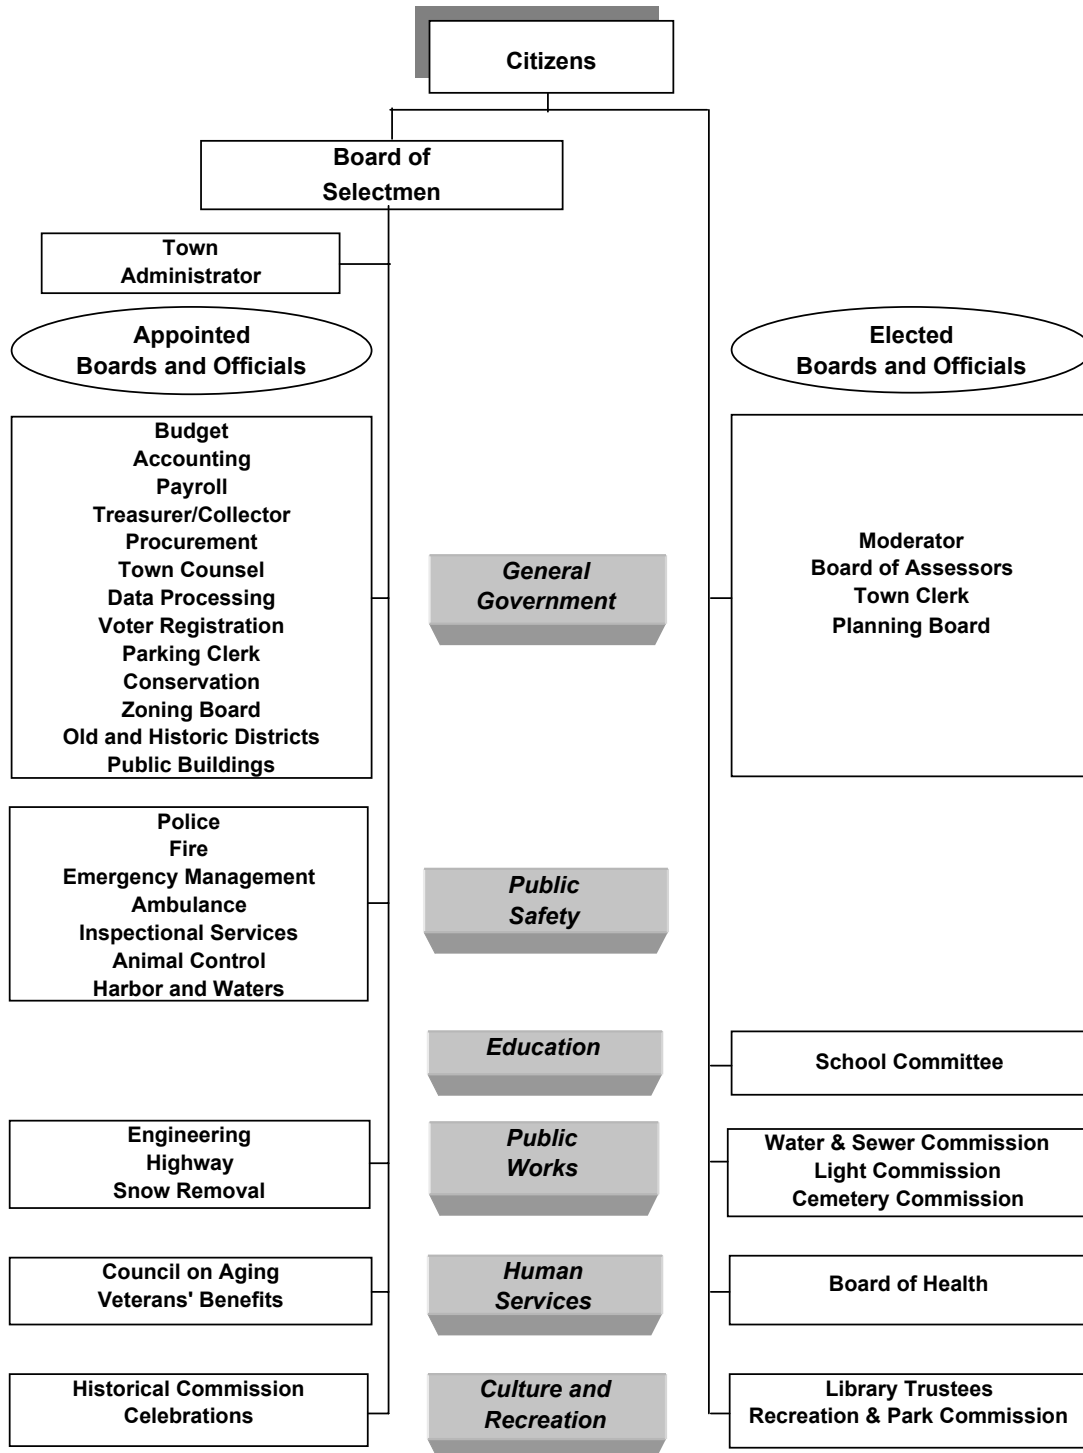 Citizens
Board of
Selectmen
Town
Administrator
Appointed
Boards and Officials
Elected
Boards and Officials
Budget
Accounting
Payroll
Treasurer/Collector
Procurement
Town Counsel
Data Processing
Voter Registration
Parking Clerk
Conservation
Zoning Board
Old and Historic Districts
Public Buildings
General
Government
Moderator
Board of Assessors
Town Clerk
Planning Board
Police
Fire
Emergency Management
Ambulance
Inspectional Services
Animal Control
Harbor and Waters
Public
Safety
Education
School Committee
Engineering
Highway
Snow Removal
Public
Works
Water & Sewer Commission
Light Commission
Cemetery Commission
Council on Aging
Veterans' Benefits
Human
Services
Board of Health
Historical Commission
Celebrations
Culture and
Recreation
Library Trustees
Recreation & Park Commission